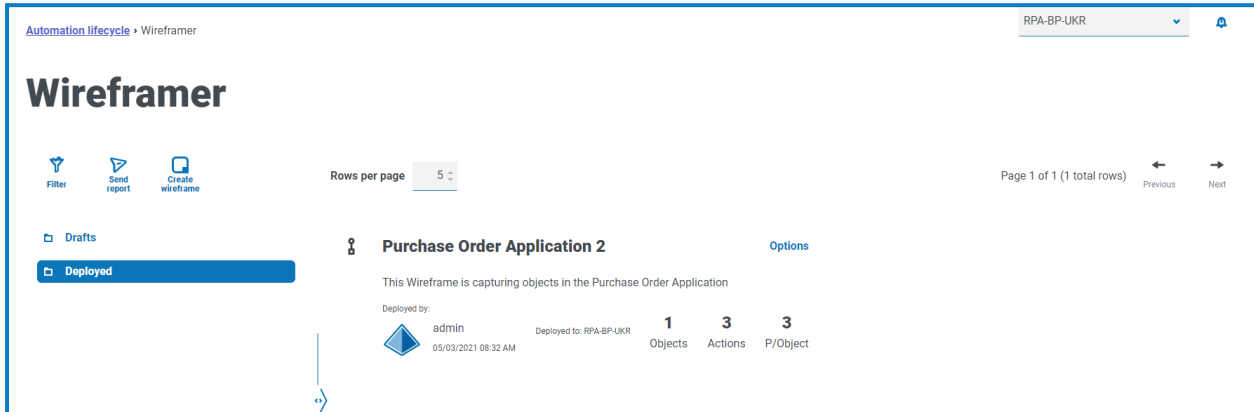 Automation lifecycle › Wireframer
RPA-BP-UKR
Wireframer
Filter
Send
report
Create
wireframe
Rows per page
5
Page 1 of 1 (1 total rows)
Previous
Next
Drafts
Deployed
Purchase Order Application 2
Options
This Wireframe is capturing objects in the Purchase Order Application
Deployed by:
admin
05/03/2021 08:32 AM
Deployed to: RPA-BP-UKR
1
Objects
3
Actions
3
P/Object